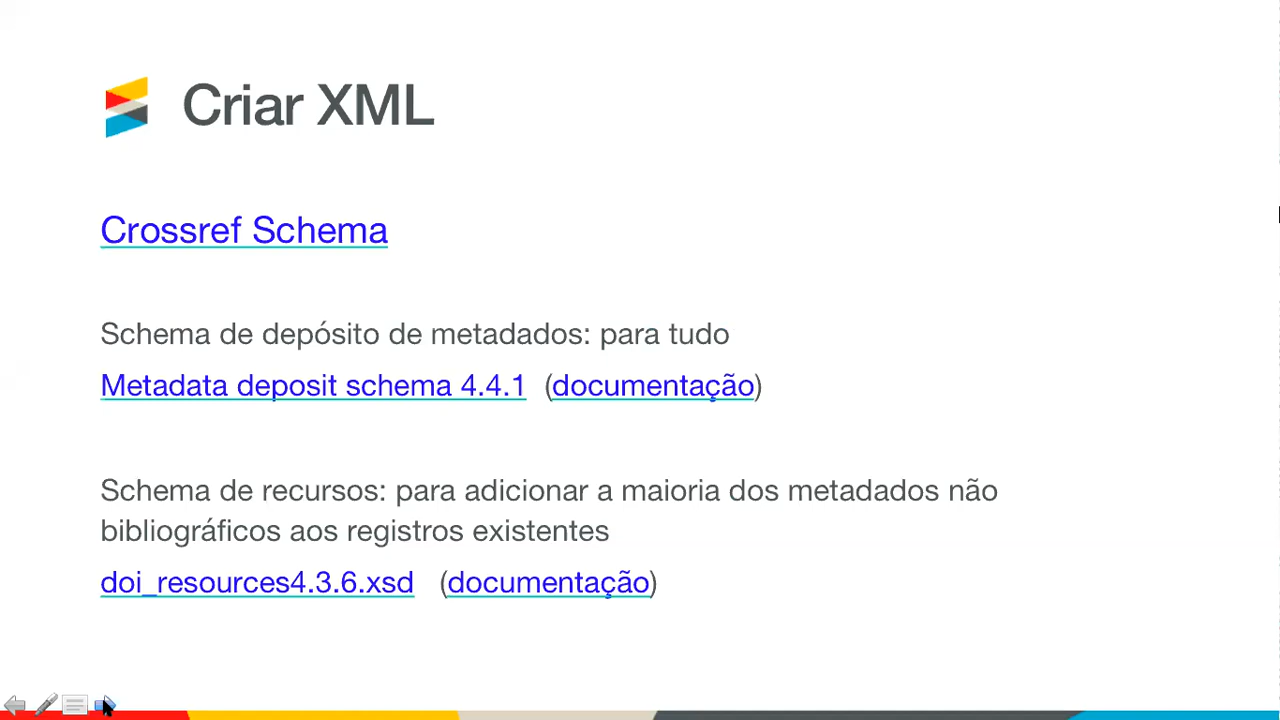 Criar XML
Crossref Schema
Schema de depósito de metadados: para tudo
Metadata deposit schema 4.4.1 (documentação)
Schema de recursos: para adicionar a maioria dos metadados não
bibliográficos aos registros existentes
doi_resources4.3.6.xsd (documentação)